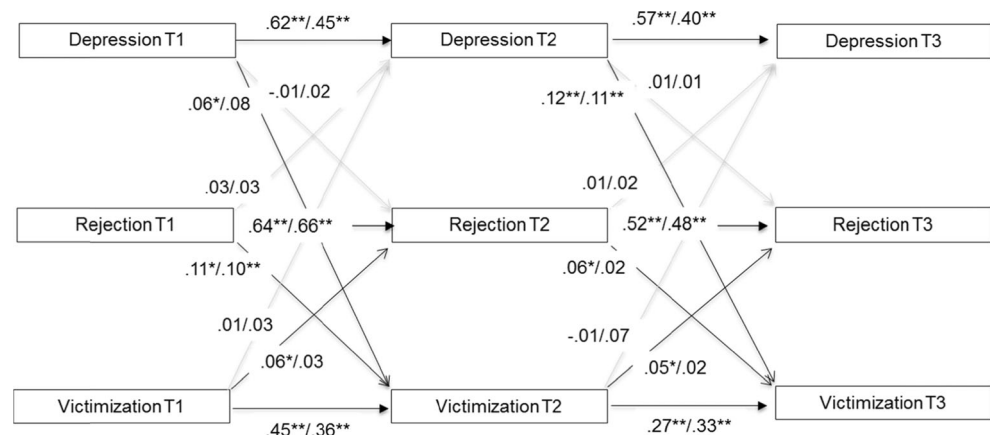 .62**/.45**
.57**/.40**
Depression T1
Depression T2
Depression T3
.06*/.08
-.01/.02
.12**/.11**
.01/.01
.03/.03
.01/.02
Rejection T1
.64**/.66**
Rejection T2
.52**/.48**
Rejection T3
.11*/.10**
.06*/.02
.01/.03
-.01/.07
.06*/.03
.05*/.02
Victimization T1
Victimization T2
Victimization T3
.45**/.36**
.27**/.33**